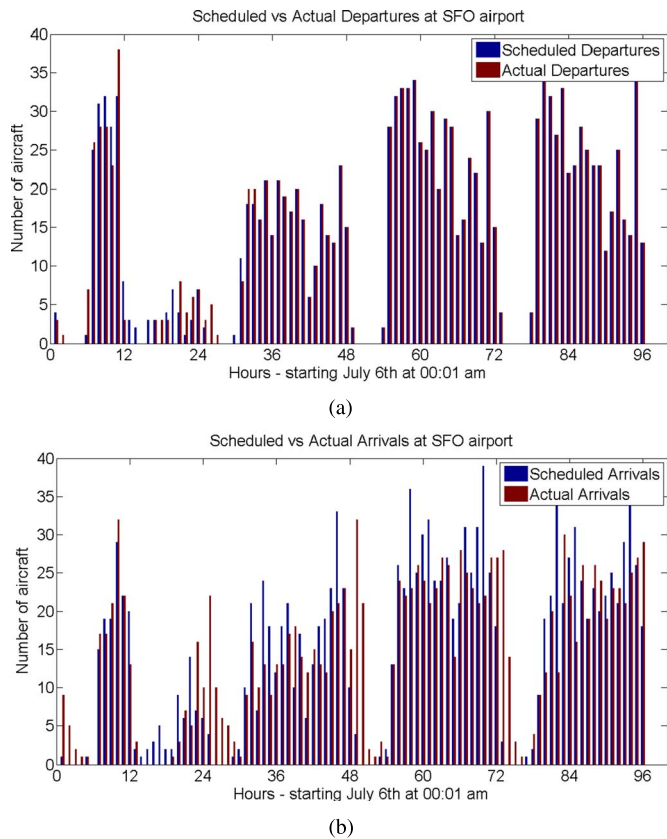 Scheduled vs Actual Departures at SFO airport
40
35
30
25
20
15
10
5
0
Number of aircraft
Scheduled Departures
Actual Departures
0 12 24 36 48 60 72 84 96
Hours - starting July 6th at 00:01 am
(a)
Scheduled vs Actual Arrivals at SFO airport
40
35
30
25
20
15
10
5
0
Number of aircraft
Scheduled Arrivals
Actual Arrivals
0 12 24 36 48 60 72 84 96
Hours - starting July 6th at 00:01 am
(b)